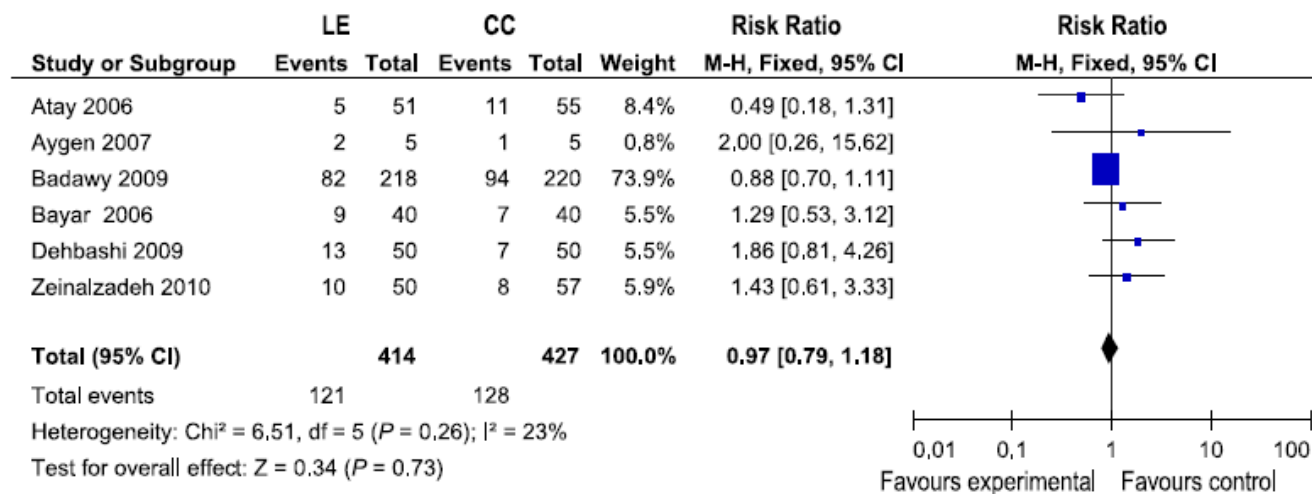 LE CC Risk Ratio Risk Ratio
Study or Subgroup Events Total Events Total Weight M-H, Fixed, 95% CI M-H, Fixed, 95% CI
Atay 2006 5 51 11 55 8.4% 0.49 [0.18, 1.31]
Aygen 2007 2 5 1 5 0.8% 2.00 [0.26, 15.62]
Badawy 2009 82 218 94 220 73.9% 0.88 [0.70, 1.11]
Bayar 2006 9 40 7 40 5.5% 1.29 [0.53, 3.12]
Dehbashi 2009 13 50 7 50 5.5% 1.86 [0.81, 4.26]
Zeinalzadeh 2010 10 50 8 57 5.9% 1.43 [0.61, 3.33]
Total (95% CI) 414 427 100.0% 0.97 [0.79, 1.18]
Total events 121 128
Heterogeneity: Chi² = 6.51, df = 5 (P = 0.26); I² = 23%
Test for overall effect: Z = 0.34 (P = 0.73)
0.01 0.1 1 10 100
Favours experimental Favours control